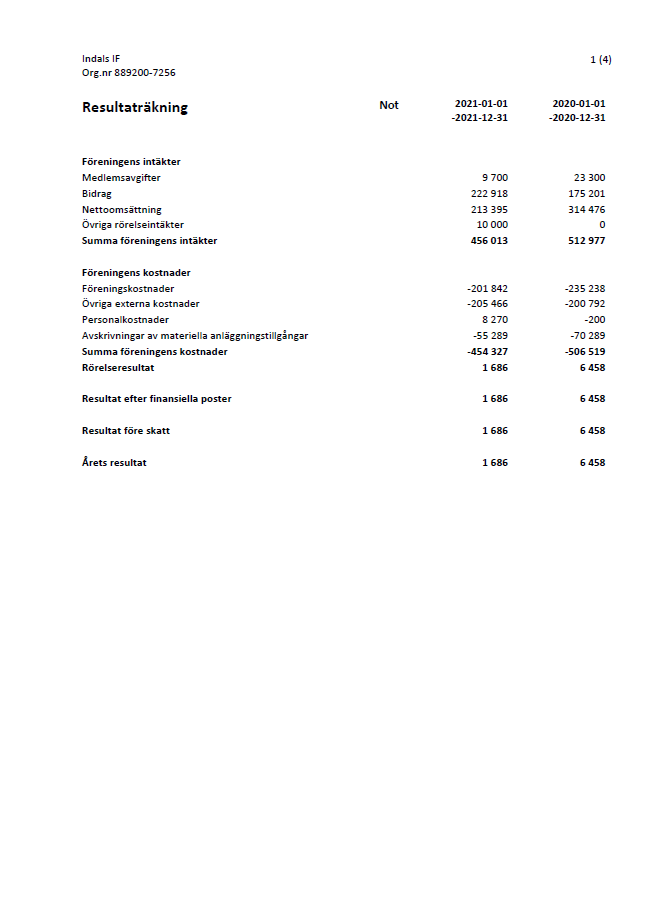 Indals IF 1 (4)
Org.nr 889200-7256
Resultaträkning Not 2021-01-01 2020-01-01
-2021-12-31 -2020-12-31
Föreningens intäkter
Medlemsavgifter 9 700 23 300
Bidrag 222 918 175 201
Nettoomsättning 213 395 314 476
Övriga rörelseintäkter 10 000 0
Summa föreningens intäkter 456 013 512 977
Föreningens kostnader
Föreningskostnader -201 842 -235 238
Övriga externa kostnader -205 466 -200 792
Personalkostnader 8 270 -200
Avskrivningar av materiella anläggningstillgångar -55 289 -70 289
Summa föreningens kostnader -454 327 -506 519
Rörelseresultat 1 686 6 458
Resultat efter finansiella poster 1 686 6 458
Resultat före skatt 1 686 6 458
Årets resultat 1 686 6 458